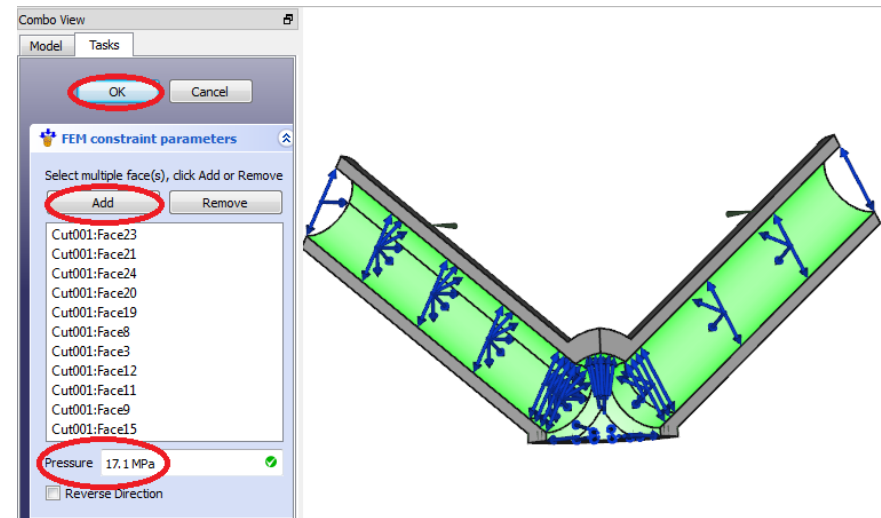 Combo View
Model Tasks
OK Cancel
FEM constraint parameters
Select multiple face(s), click Add or Remove
Add Remove
Cut001:Face23
Cut001:Face21
Cut001:Face24
Cut001:Face20
Cut001:Face19
Cut001:Face8
Cut001:Face3
Cut001:Face12
Cut001:Face11
Cut001:Face9
Cut001:Face15
Pressure 17.1 MPa
Reverse Direction